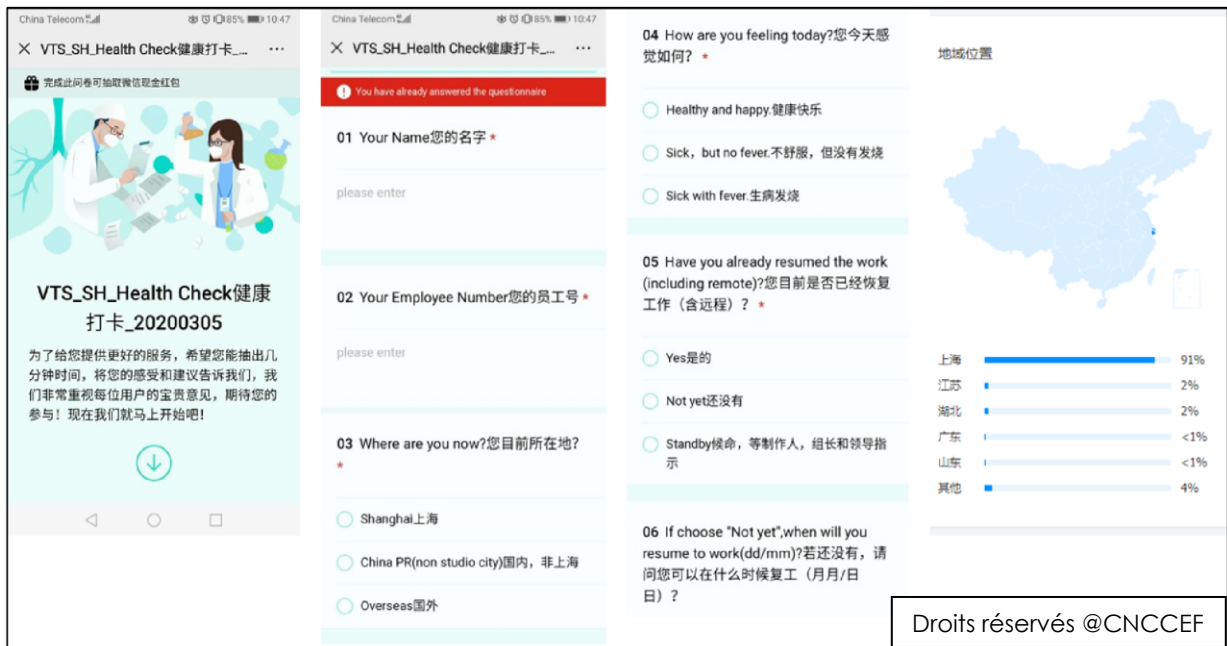 China Telecom 85% 10:47
× VTS_SH_Health Check健康打卡_... ···
完成此问卷可抽取微信现金红包
VTS_SH_Health Check健康
打卡_20200305
为了给您提供更好的服务，希望您能抽出几
分钟时间，将您的感受和建议告诉我们，我
们非常重视每位用户的宝贵意见，期待您的
参与！现在我们就马上开始吧！
China Telecom 85% 10:47
× VTS_SH_Health Check健康打卡_... ···
You have already answered the questionnaire
01 Your Name您的名字 *
please enter
02 Your Employee Number您的员工号 *
please enter
03 Where are you now?您目前所在地?
*
Shanghai上海
China PR(non studio city)国内，非上海
Overseas国外
04 How are you feeling today?您今天感
觉如何？ *
Healthy and happy.健康快乐
Sick，but no fever.不舒服，但没有发烧
Sick with fever.生病发烧
05 Have you already resumed the work
(including remote)?您目前是否已经恢复
工作（含远程）？ *
Yes是的
Not yet还没有
Standby候命，等制作人，组长和领导指
示
06 If choose "Not yet",when will you
resume to work(dd/mm)?若还没有，请
问您可以在什么时候复工（月月/日
日）？
地域位置
上海 91%
江苏 2%
湖北 2%
广东 <1%
山东 <1%
其他 4%
Droits réservés @CNCCEF